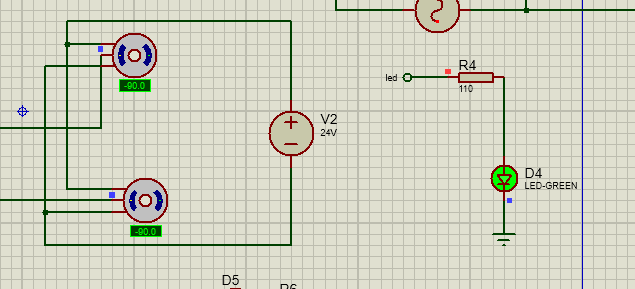 -90.0
V2
24V
-90.0
led
R4
110
D4
LED-GREEN
D5
R6